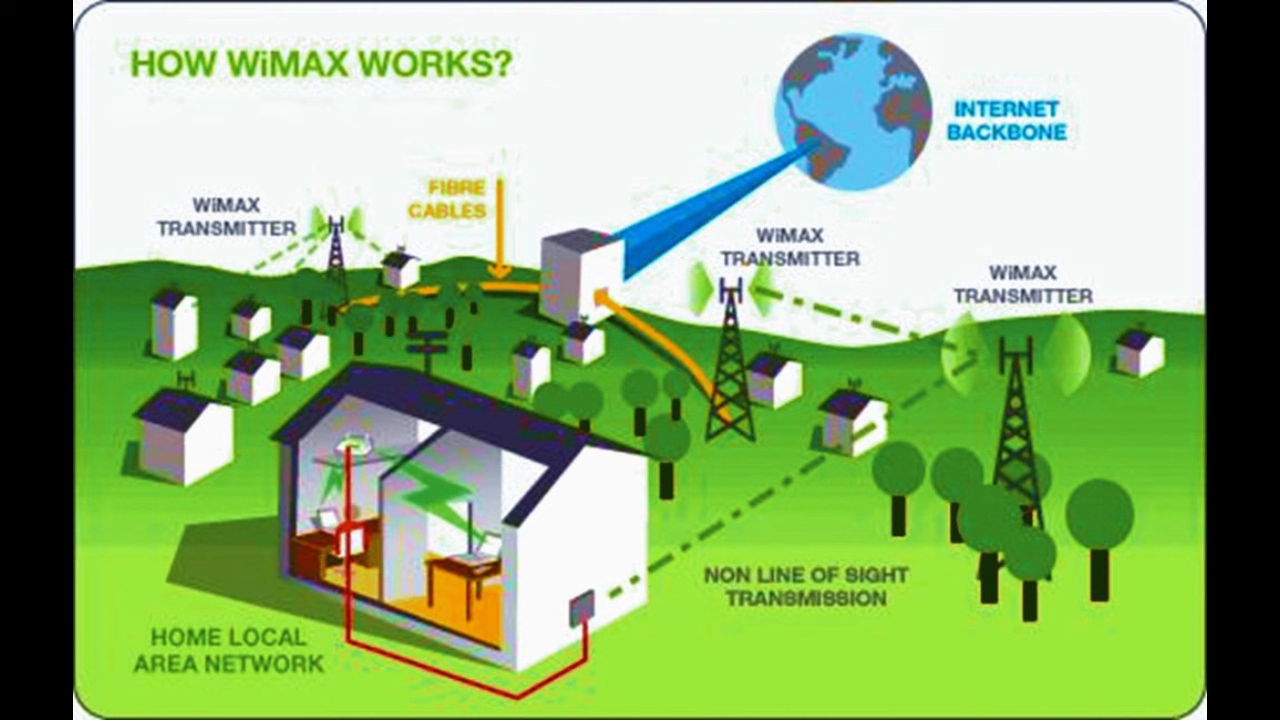 HOW WiMAX WORKS?
INTERNET
BACKBONE
FIBRE
CABLES
WiMAX
TRANSMITTER
WiMAX
TRANSMITTER
WiMAX
TRANSMITTER
NON LINE OF SIGHT
TRANSMISSION
HOME LOCAL
AREA NETWORK